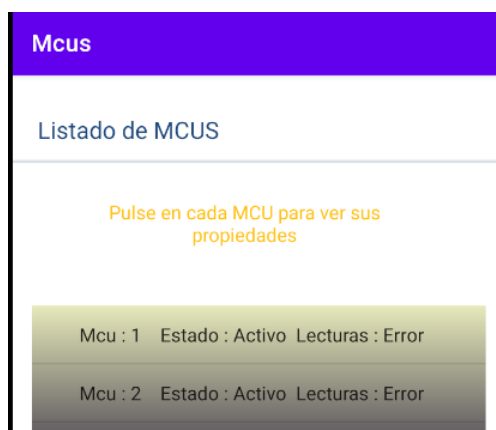 Mcus
Listado de MCUS
Pulse en cada MCU para ver sus
propiedades
Mcu : 1 Estado : Activo Lecturas : Error
Mcu : 2 Estado : Activo Lecturas : Error